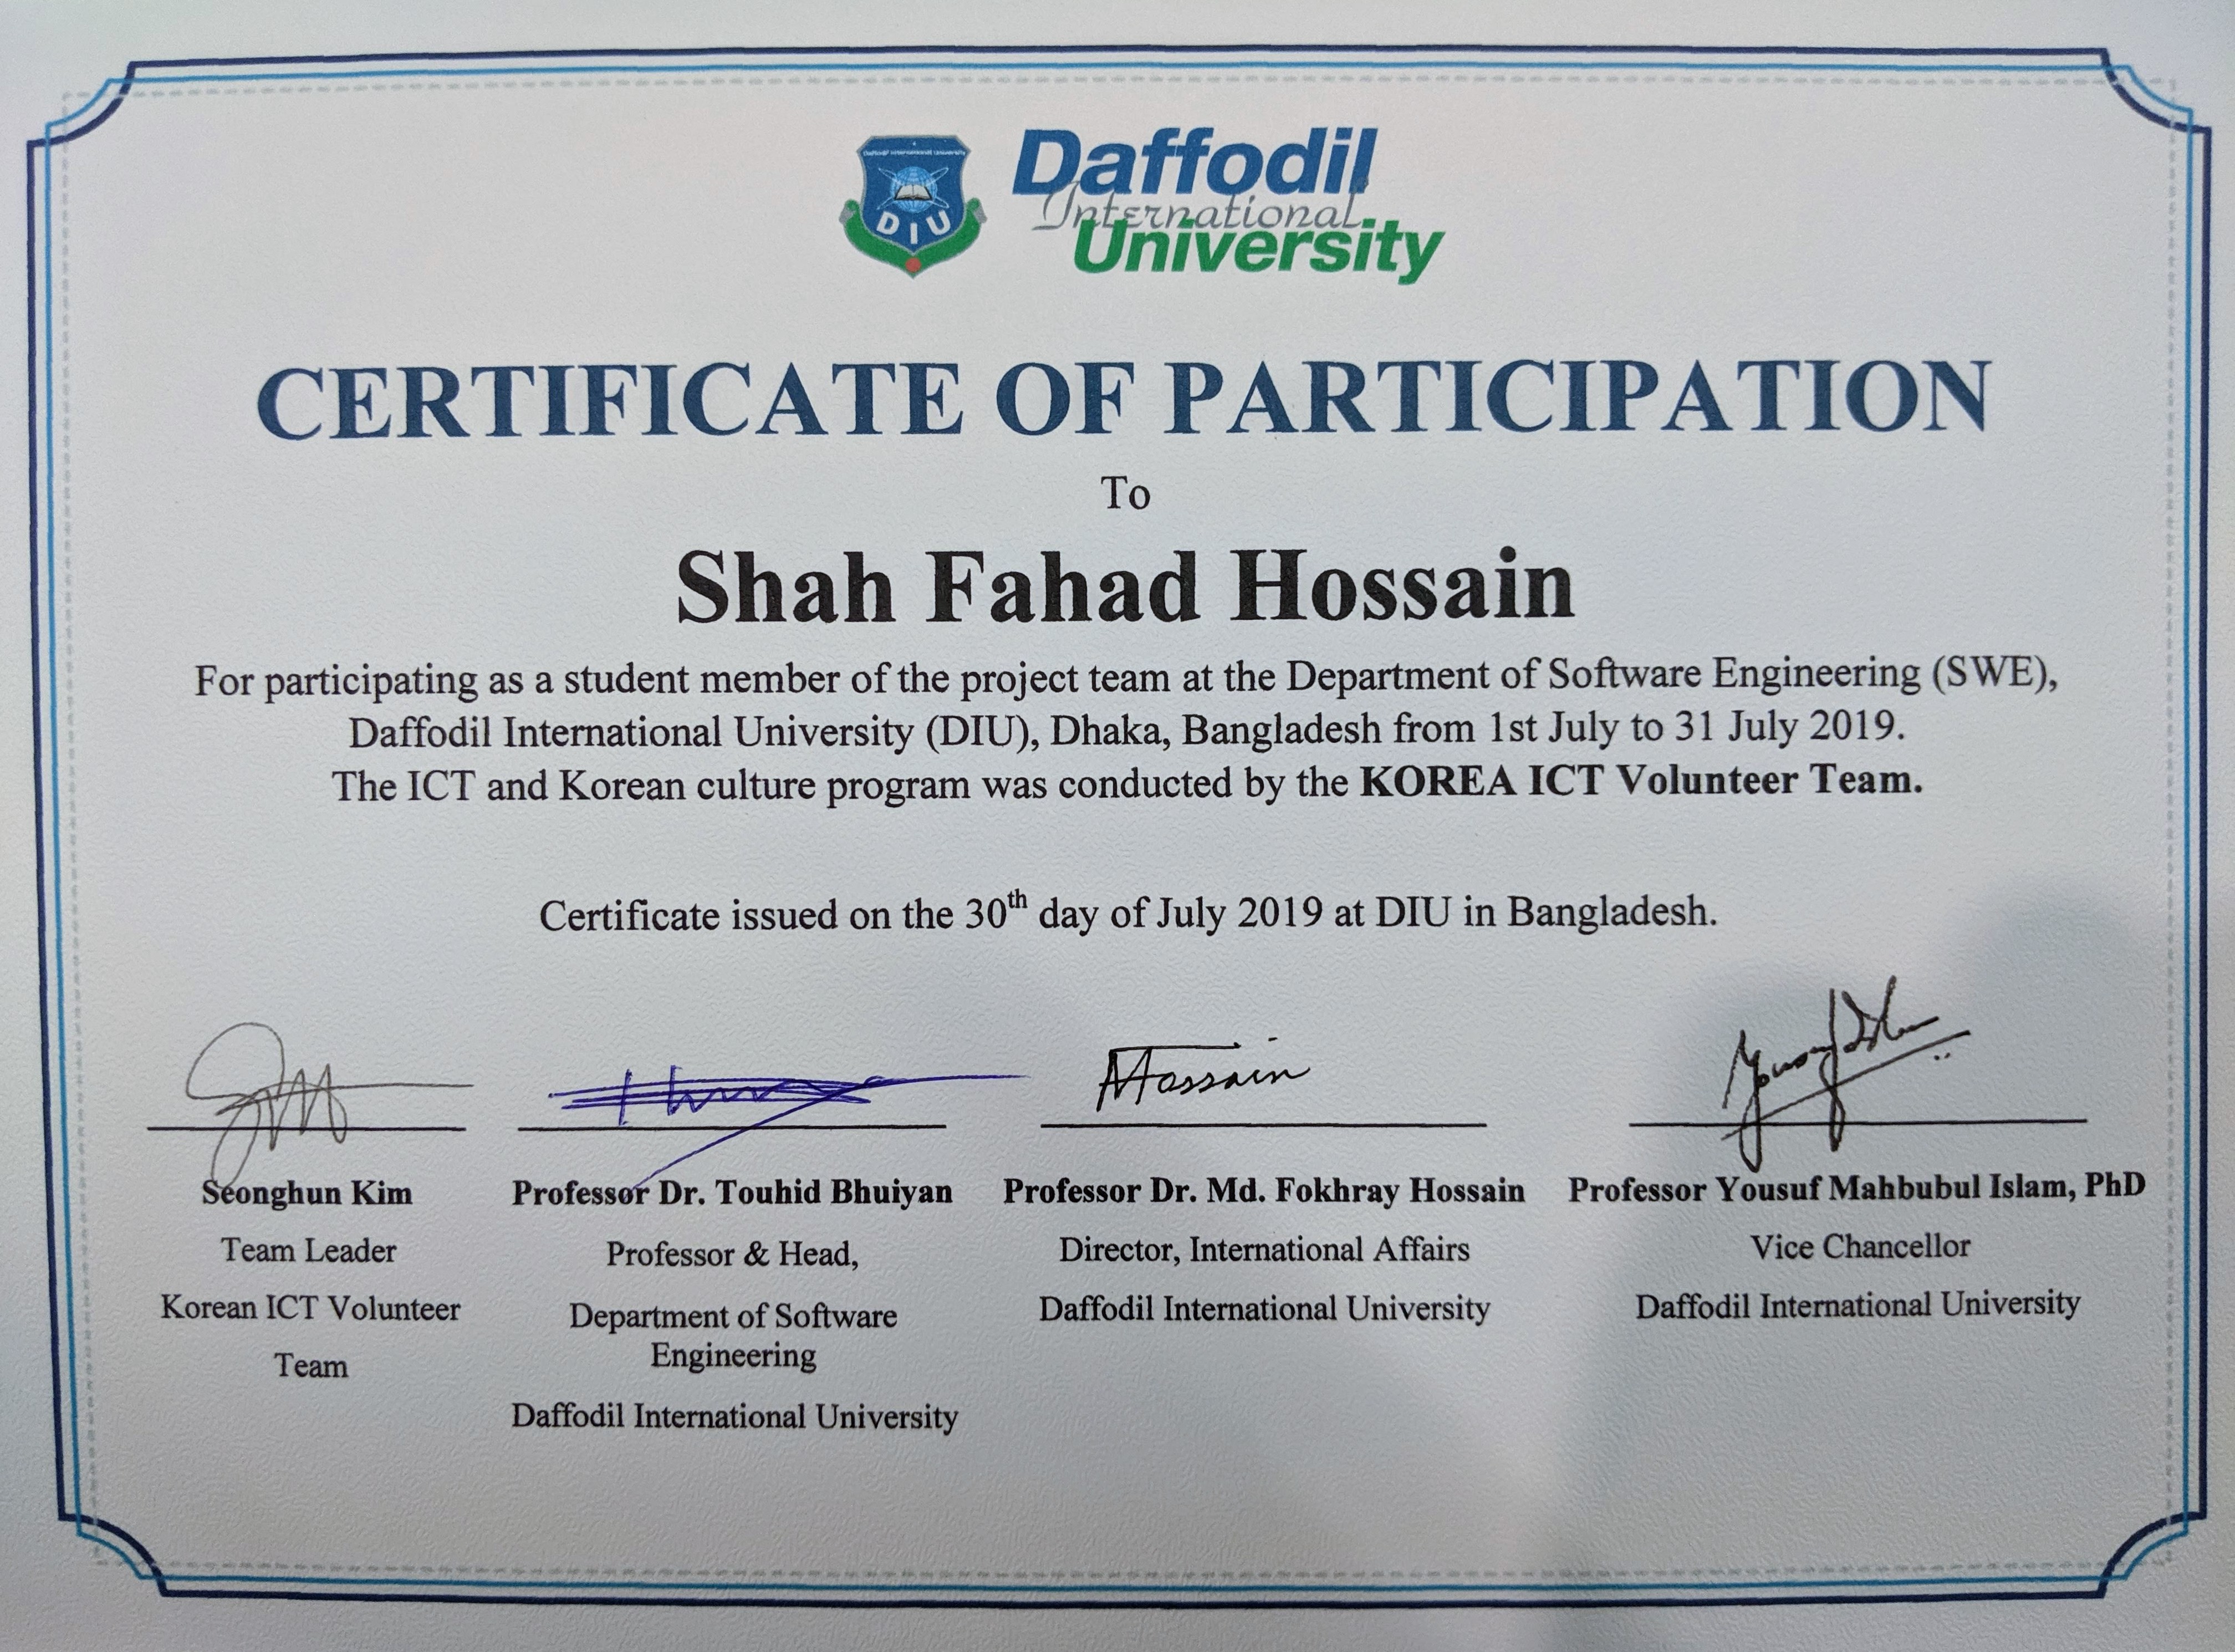 Daffodil International University
DIU
Daffodil
International
University
CERTIFICATE OF PARTICIPATION
To
Shah Fahad Hossain
For participating as a student member of the project team at the Department of Software Engineering (SWE),
Daffodil International University (DIU), Dhaka, Bangladesh from 1st July to 31 July 2019.
The ICT and Korean culture program was conducted by the KOREA ICT Volunteer Team.
Certificate issued on the 30th day of July 2019 at DIU in Bangladesh.
Hossain
Seonghun Kim
Team Leader
Korean ICT Volunteer
Team
Professor Dr. Touhid Bhuiyan
Professor & Head,
Department of Software
Engineering
Daffodil International University
Professor Dr. Md. Fokhray Hossain
Director, International Affairs
Daffodil International University
Professor Yousuf Mahbubul Islam, PhD
Vice Chancellor
Daffodil International University